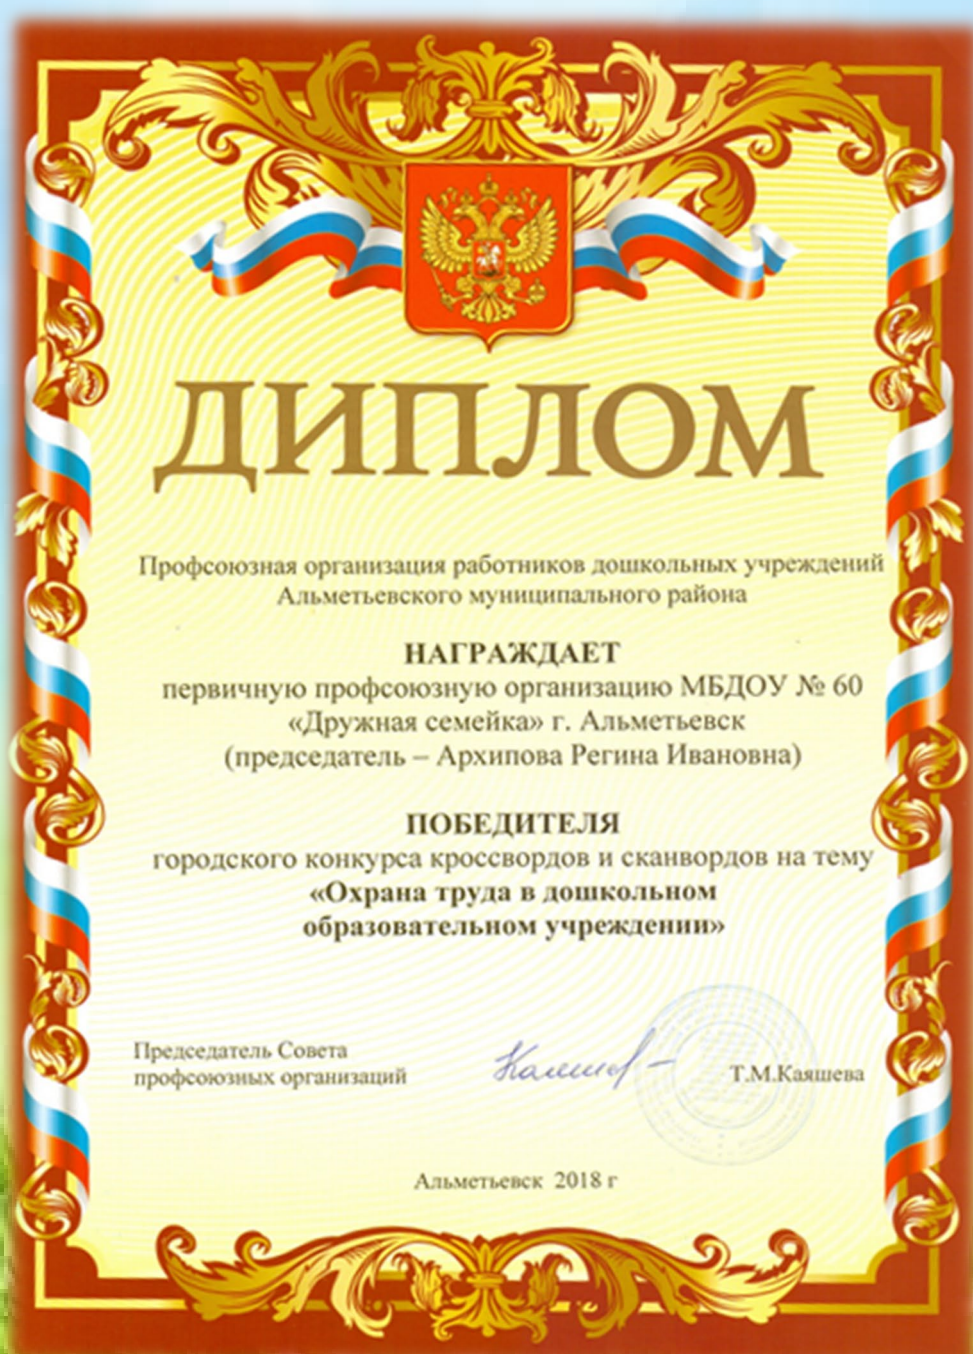 ДИПЛОМ
Профсоюзная организация работников дошкольных учреждений
Альметьевского муниципального района
НАГРАЖДАЕТ
первичную профсоюзную организацию МБДОУ № 60
«Дружная семейка» г. Альметьевск
(председатель – Архипова Регина Ивановна)
ПОБЕДИТЕЛЯ
городского конкурса кроссвордов и сканвордов на тему
«Охрана труда в дошкольном
образовательном учреждении»
Председатель Совета
профсоюзных организаций
Т.М.Каяшева
Альметьевск 2018 г